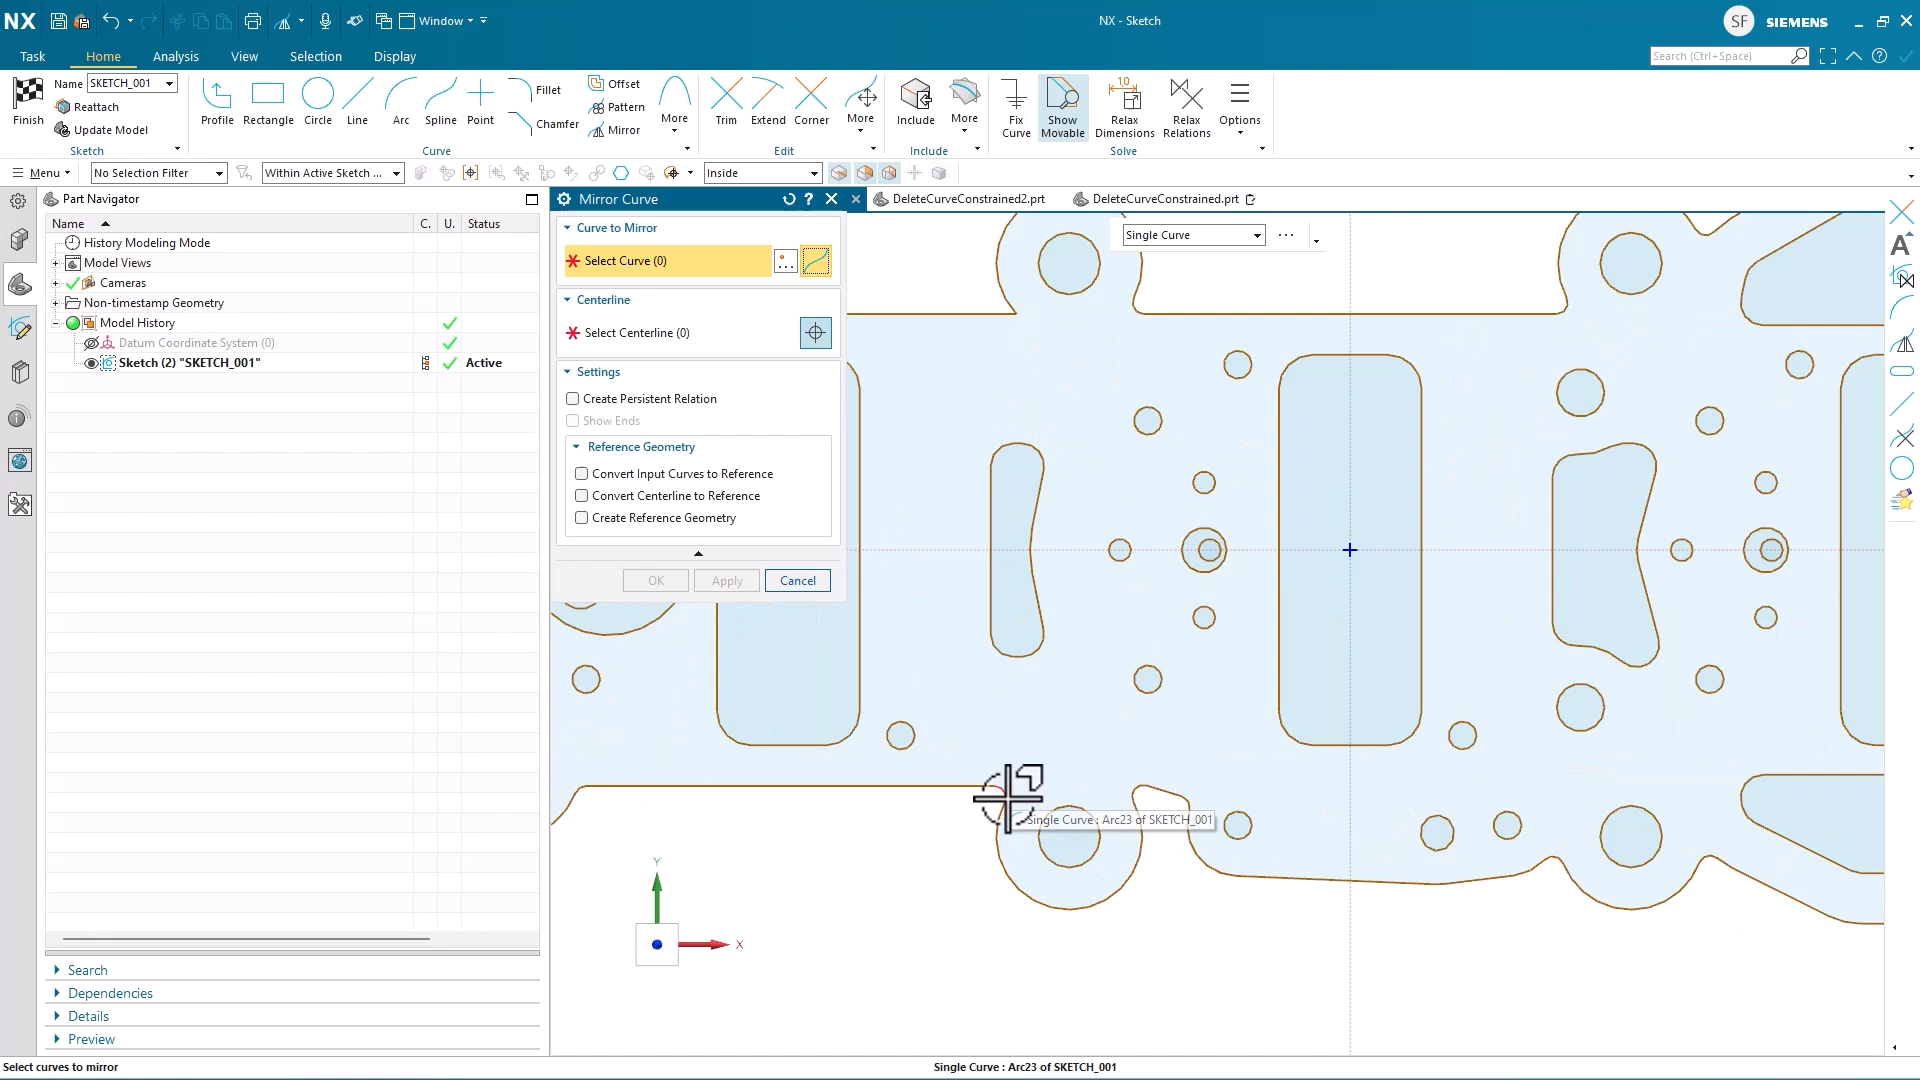 NX
Window
NX - Sketch
SF
SIEMENS
Task
Home
Analysis
View
Selection
Display
Search (Ctrl+Space)
Name
SKETCH_001
Reattach
Update Model
Finish
Profile
Rectangle
Circle
Line
Arc
Spline
Point
Fillet
Chamfer
Offset
Pattern
Mirror
More
Trim
Extend
Corner
More
Include
More
Fix
Curve
Show
Movable
10
Relax
Dimensions
Relax
Relations
Options
Sketch
Curve
Edit
Include
Solve
Menu
No Selection Filter
Within Active Sketch ...
Inside
Part Navigator
Mirror Curve
DeleteCurveConstrained2.prt
DeleteCurveConstrained.prt
Name
C.
U.
Status
History Modeling Mode
Model Views
Cameras
Non-timestamp Geometry
Model History
Datum Coordinate System (0)
Sketch (2) "SKETCH_001"
Active
Curve to Mirror
Select Curve (0)
Centerline
Select Centerline (0)
Settings
Create Persistent Relation
Show Ends
Reference Geometry
Convert Input Curves to Reference
Convert Centerline to Reference
Create Reference Geometry
OK
Apply
Cancel
Single Curve
A
Single Curve : Arc23 of SKETCH_001
Y
X
Search
Dependencies
Details
Preview
Select curves to mirror
Single Curve : Arc23 of SKETCH_001